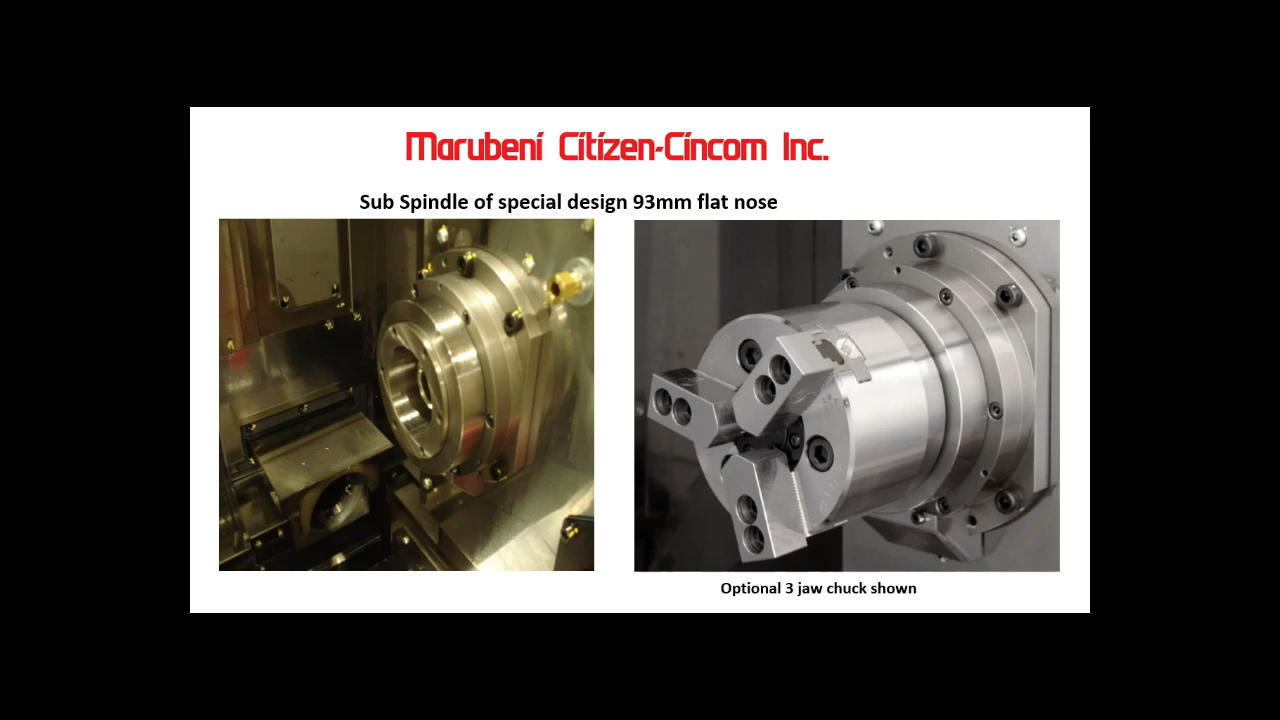 Marubeni Citizen-Cincom Inc.
Sub Spindle of special design 93mm flat nose
Optional 3 jaw chuck shown